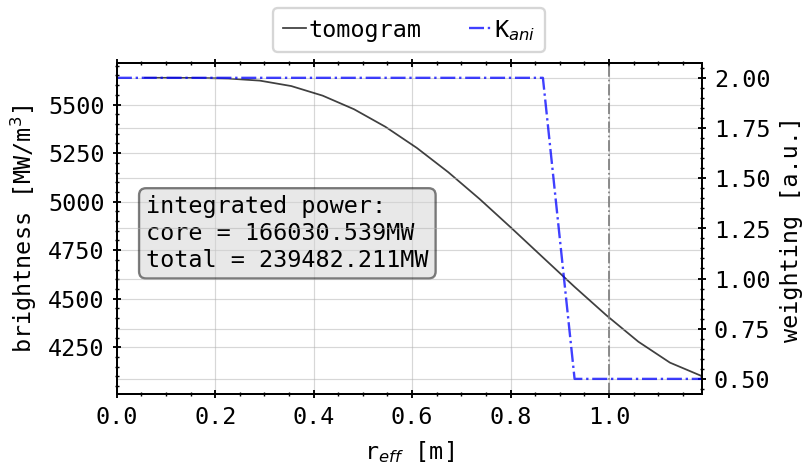 tomogram K_ani
brightness [MW/m³]
5500
5250
5000
4750
4500
4250
integrated power:
core = 166030.539MW
total = 239482.211MW
2.00
1.75
1.50
1.25
1.00
0.75
0.50
weighting [a.u.]
0.0 0.2 0.4 0.6 0.8 1.0
r_eff [m]